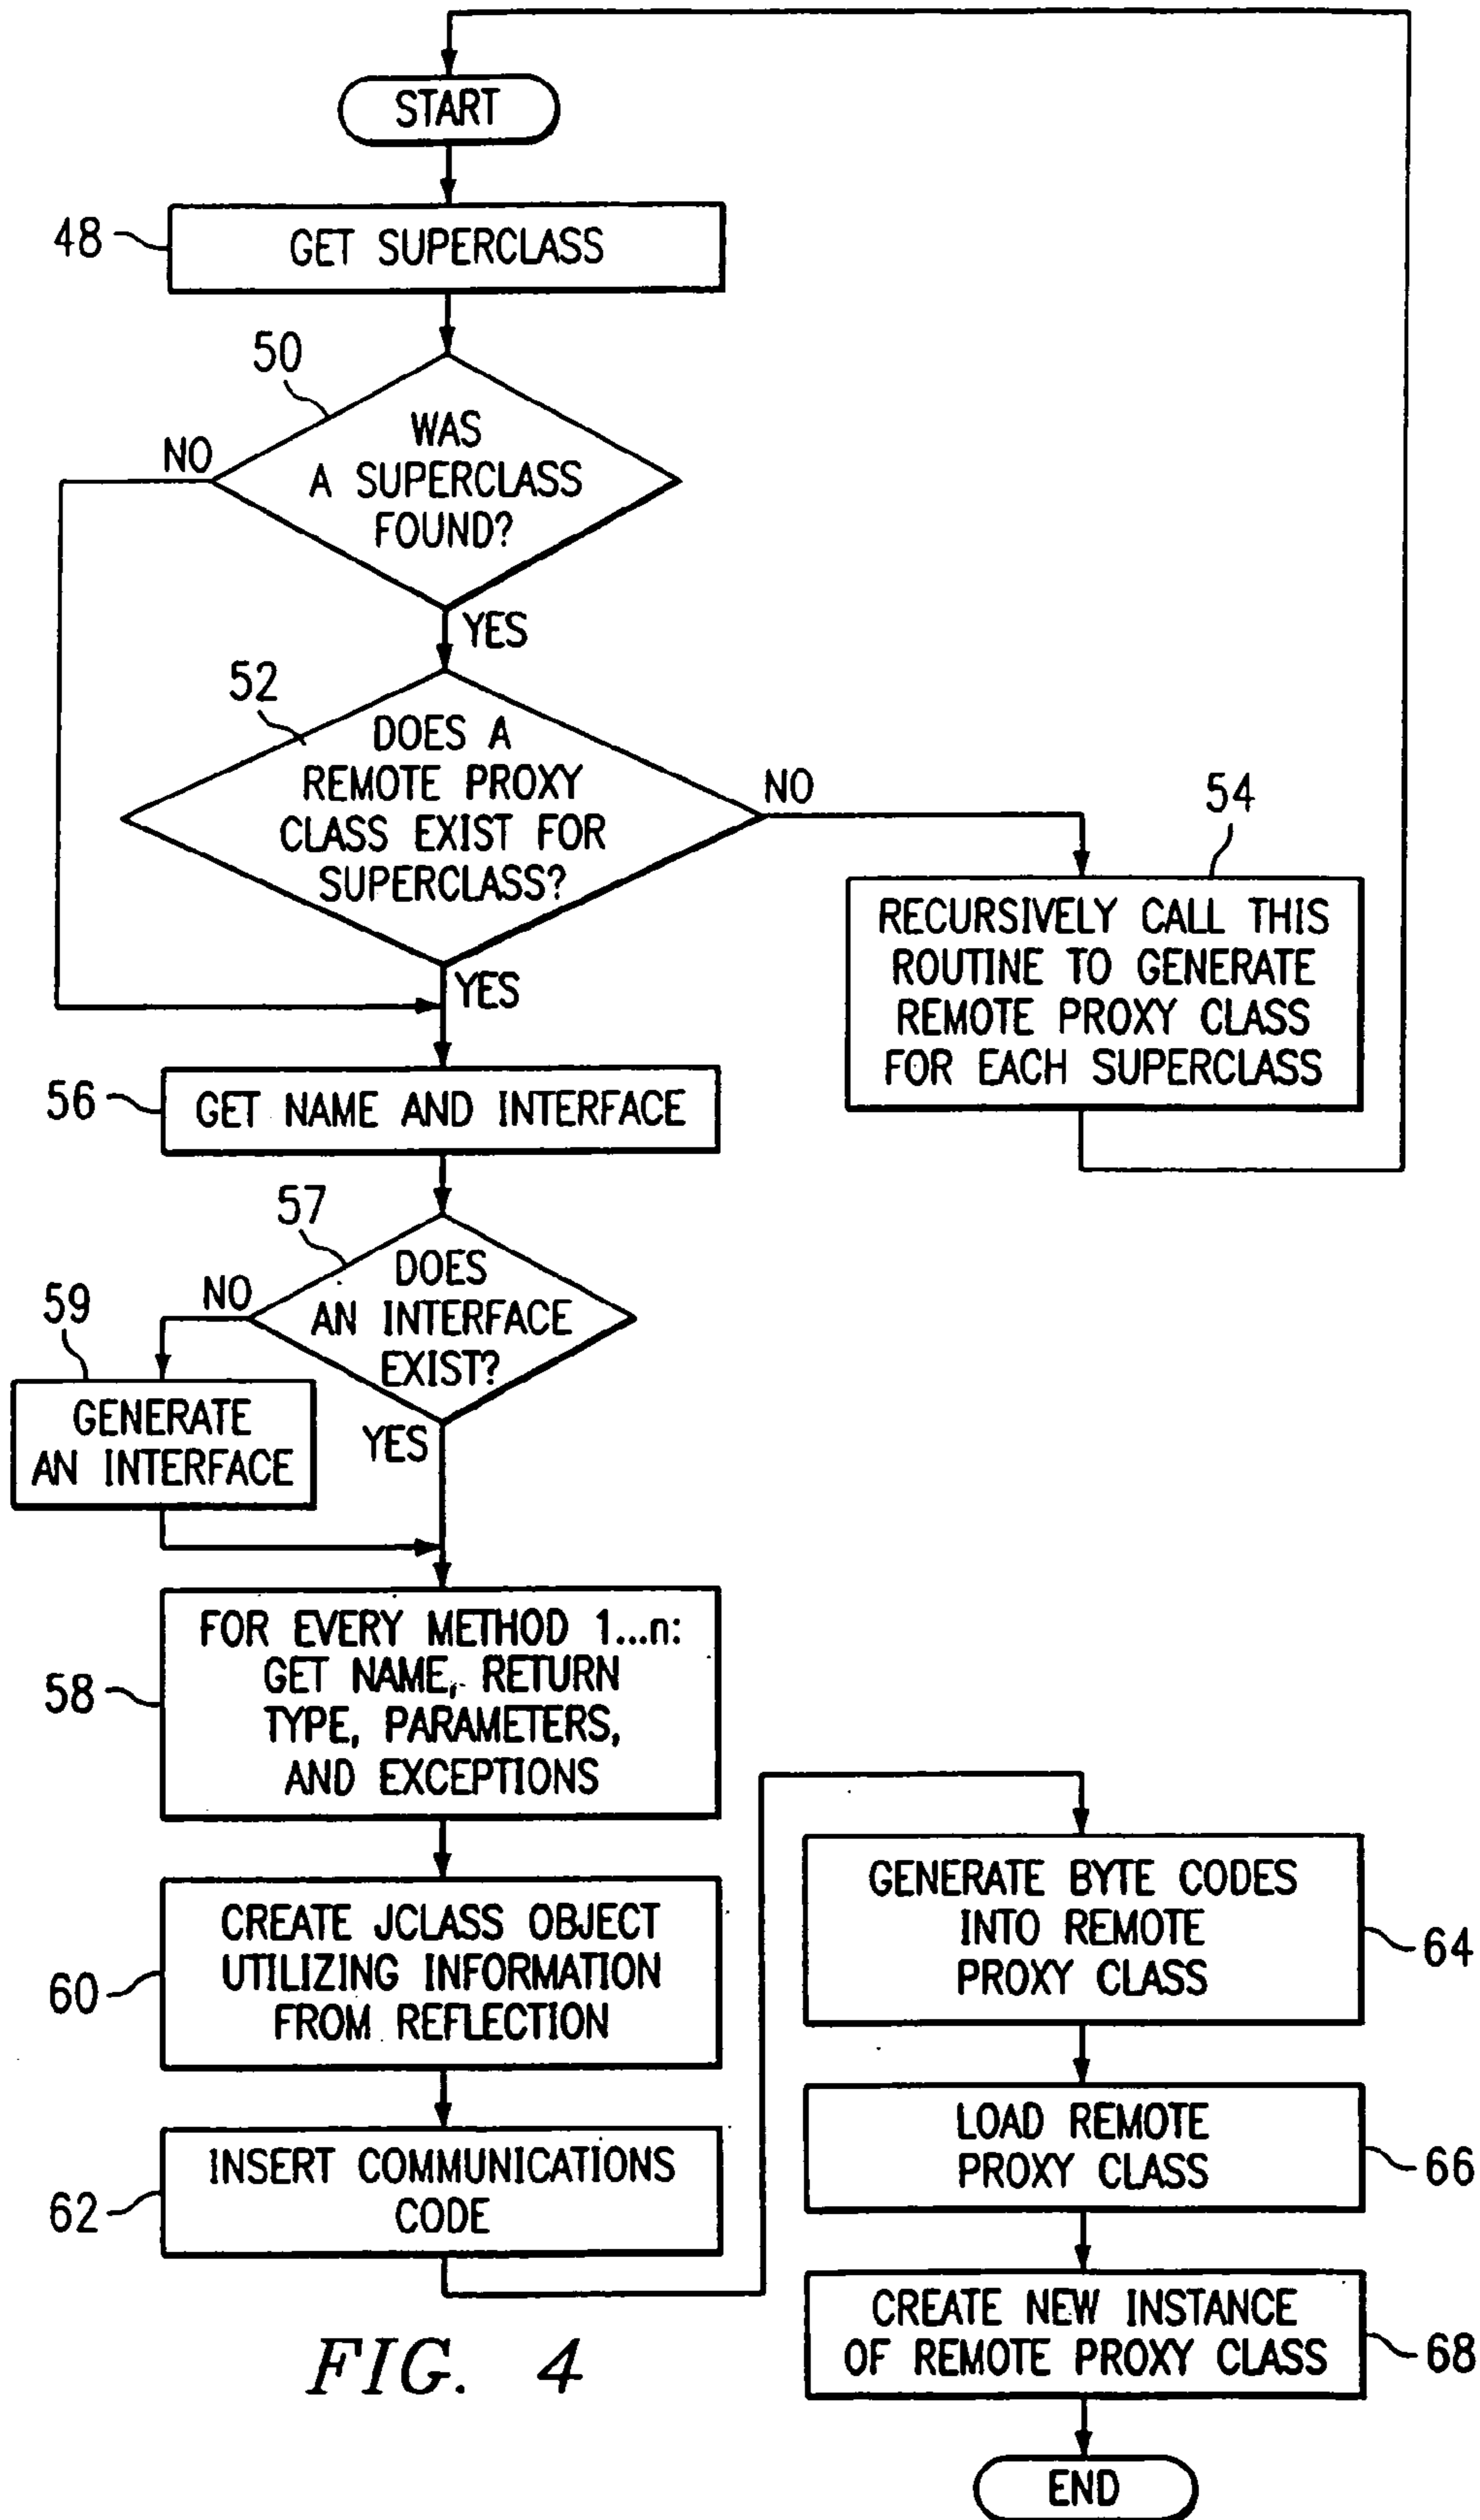 START
48
GET SUPERCLASS
50
WAS
A SUPERCLASS
FOUND?
NO
YES
52
DOES A
REMOTE PROXY
CLASS EXIST FOR
SUPERCLASS?
NO
YES
54
RECURSIVELY CALL THIS
ROUTINE TO GENERATE
REMOTE PROXY CLASS
FOR EACH SUPERCLASS
56
GET NAME AND INTERFACE
57
DOES
AN INTERFACE
EXIST?
NO
YES
59
GENERATE
AN INTERFACE
58
FOR EVERY METHOD 1...n:
GET NAME, RETURN
TYPE, PARAMETERS,
AND EXCEPTIONS
60
CREATE JCLASS OBJECT
UTILIZING INFORMATION
FROM REFLECTION
62
INSERT COMMUNICATIONS
CODE
GENERATE BYTE CODES
INTO REMOTE
PROXY CLASS
64
LOAD REMOTE
PROXY CLASS
66
CREATE NEW INSTANCE
OF REMOTE PROXY CLASS
68
END
FIG. 4